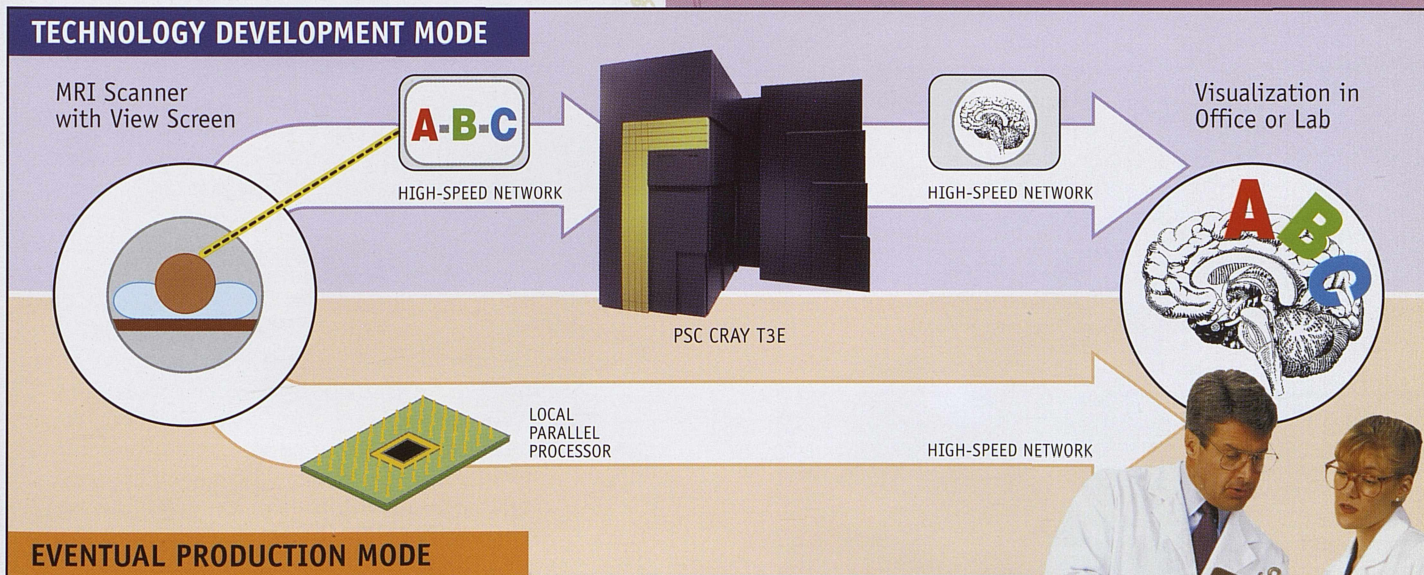 TECHNOLOGY DEVELOPMENT MODE
MRI Scanner
with View Screen
A-B-C
HIGH-SPEED NETWORK
PSC CRAY T3E
HIGH-SPEED NETWORK
Visualization in
Office or Lab
A B C
LOCAL
PARALLEL
PROCESSOR
HIGH-SPEED NETWORK
EVENTUAL PRODUCTION MODE